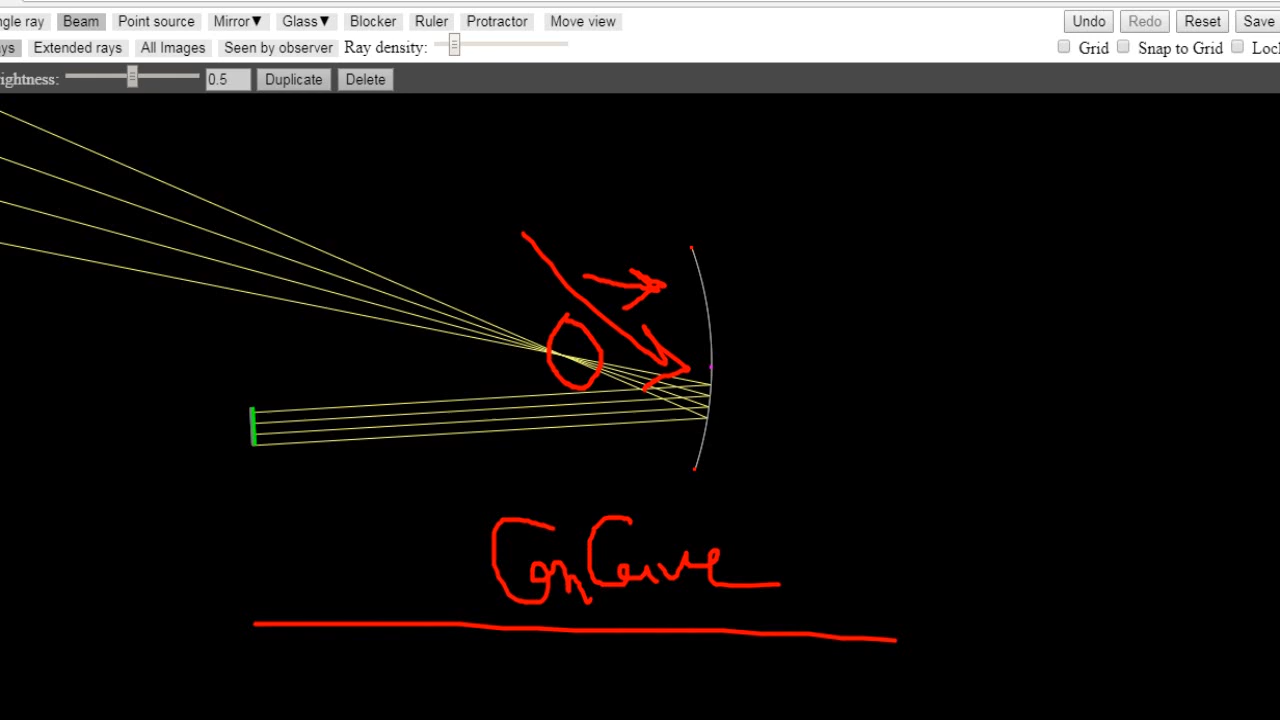 ngle ray Beam Point source Mirror▼ Glass▼ Blocker Ruler Protractor Move view Undo Redo Reset Save
ys Extended rays All Images Seen by observer Ray density: Grid Snap to Grid Loc
ightness: 0.5 Duplicate Delete
Concave